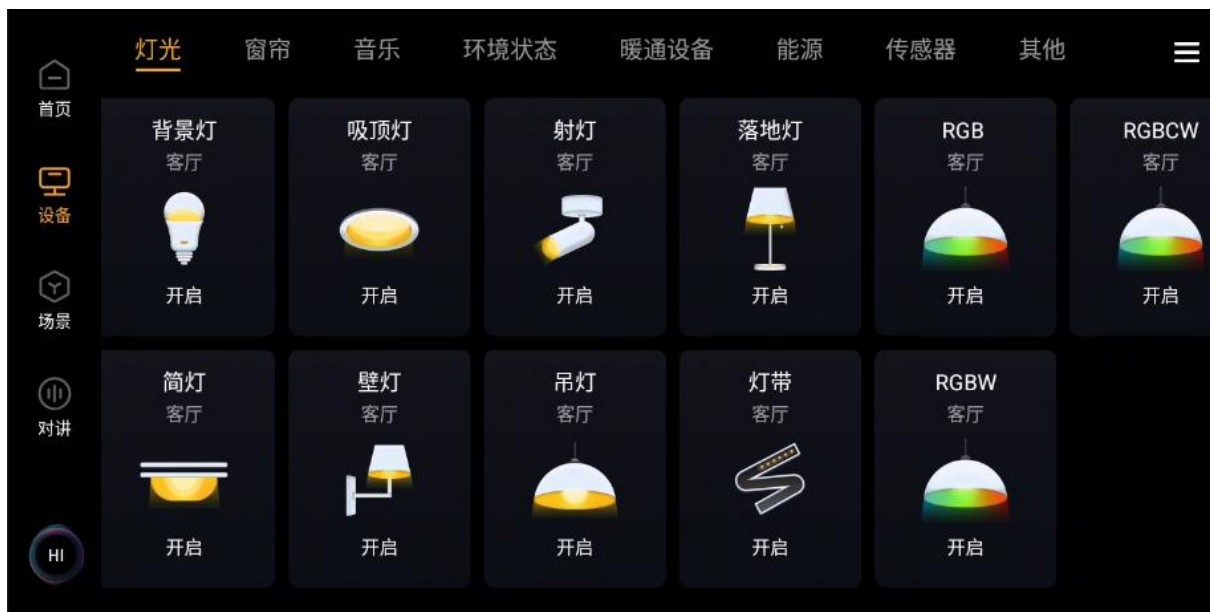 灯光 窗帘 音乐 环境状态 暖通设备 能源 传感器 其他
首页
设备
场景
对讲
HI
背景灯 吸顶灯 射灯 落地灯 RGB RGBCW
客厅 客厅 客厅 客厅 客厅 客厅
开启 开启 开启 开启 开启 开启
简灯 壁灯 吊灯 灯带 RGBW
客厅 客厅 客厅 客厅 客厅
开启 开启 开启 开启 开启